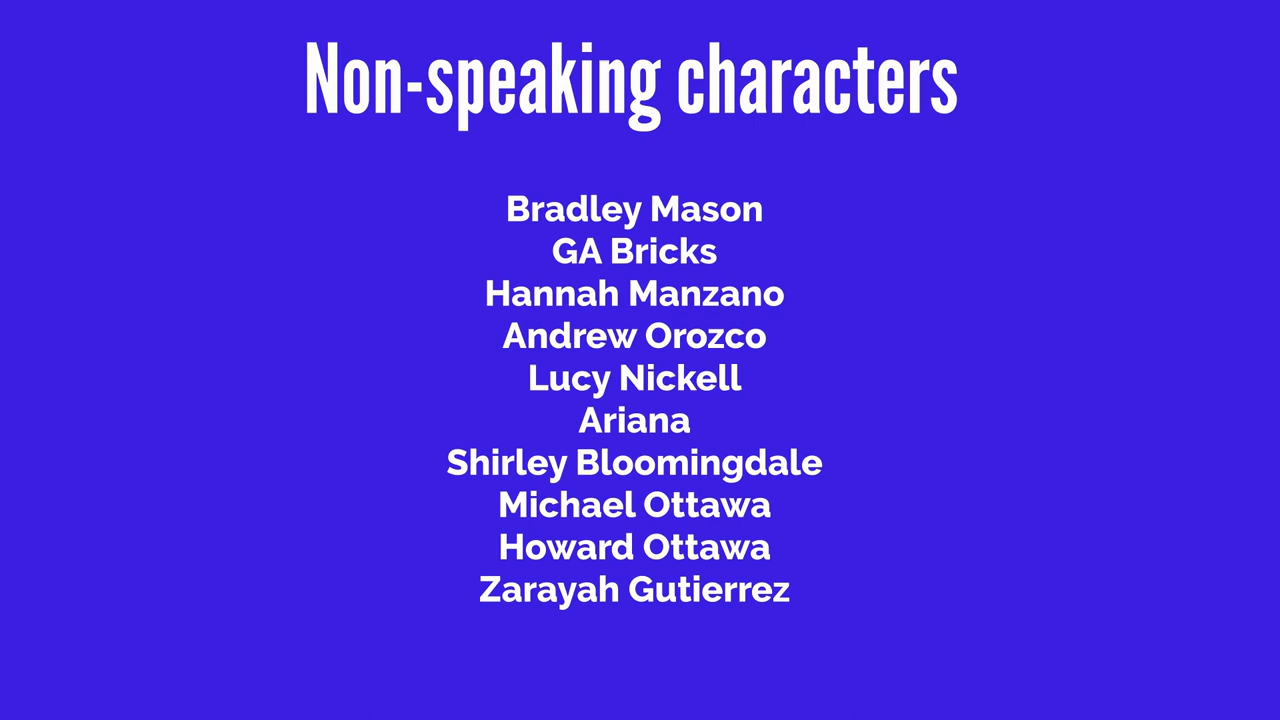 Non-speaking characters
Bradley Mason
GA Bricks
Hannah Manzano
Andrew Orozco
Lucy Nickell
Ariana
Shirley Bloomingdale
Michael Ottawa
Howard Ottawa
Zarayah Gutierrez